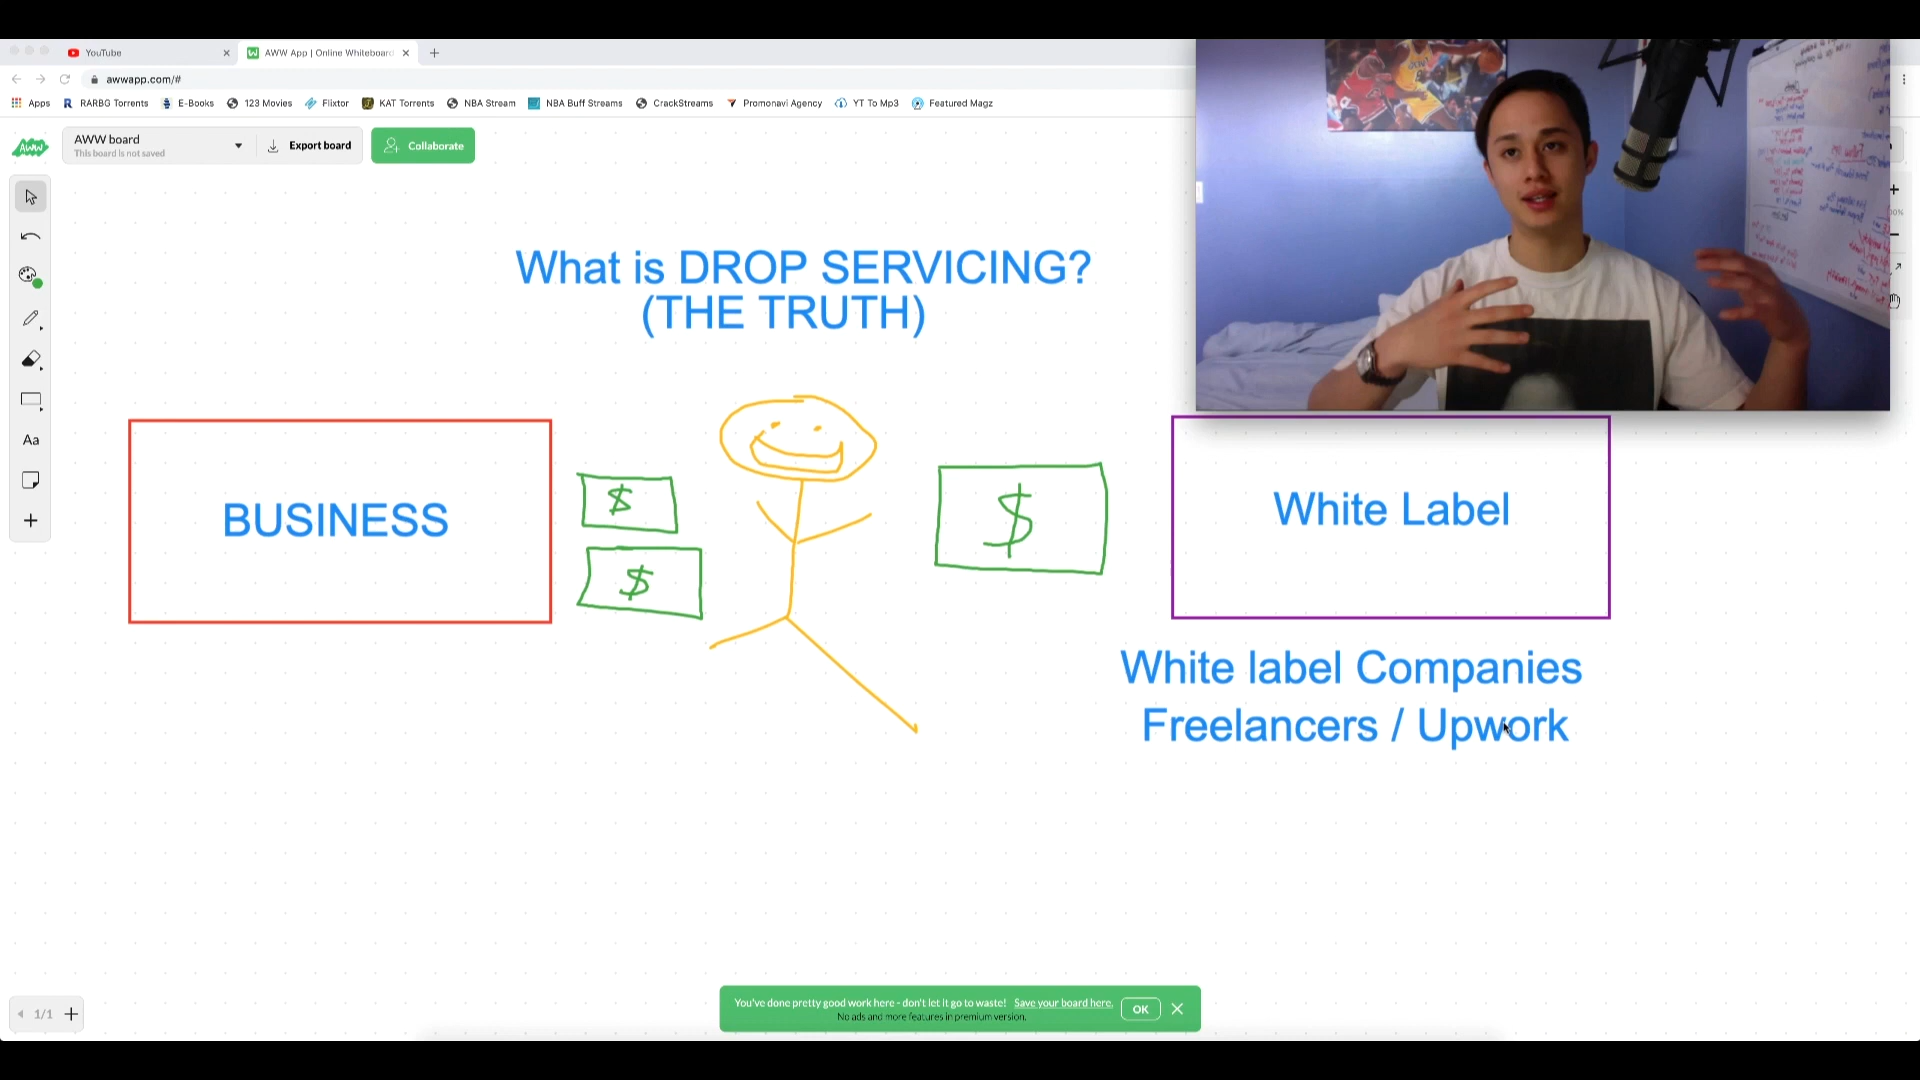 YouTube
AWW App | Online Whiteboard
awwapp.com/#
Apps
RARBG Torrents
E-Books
123 Movies
Flixtor
KAT Torrents
NBA Stream
NBA Buff Streams
CrackStreams
Promonavi Agency
YT To Mp3
Featured Magz
AWW
AWW board
This board is not saved
Export board
Collaborate
What is DROP SERVICING?
(THE TRUTH)
BUSINESS
$
$
$
White Label
White label Companies
Freelancers / Upwork
Aa
1/1
You've done pretty good work here - don't let it go to waste! Save your board here.
No ads and more features in premium version.
OK